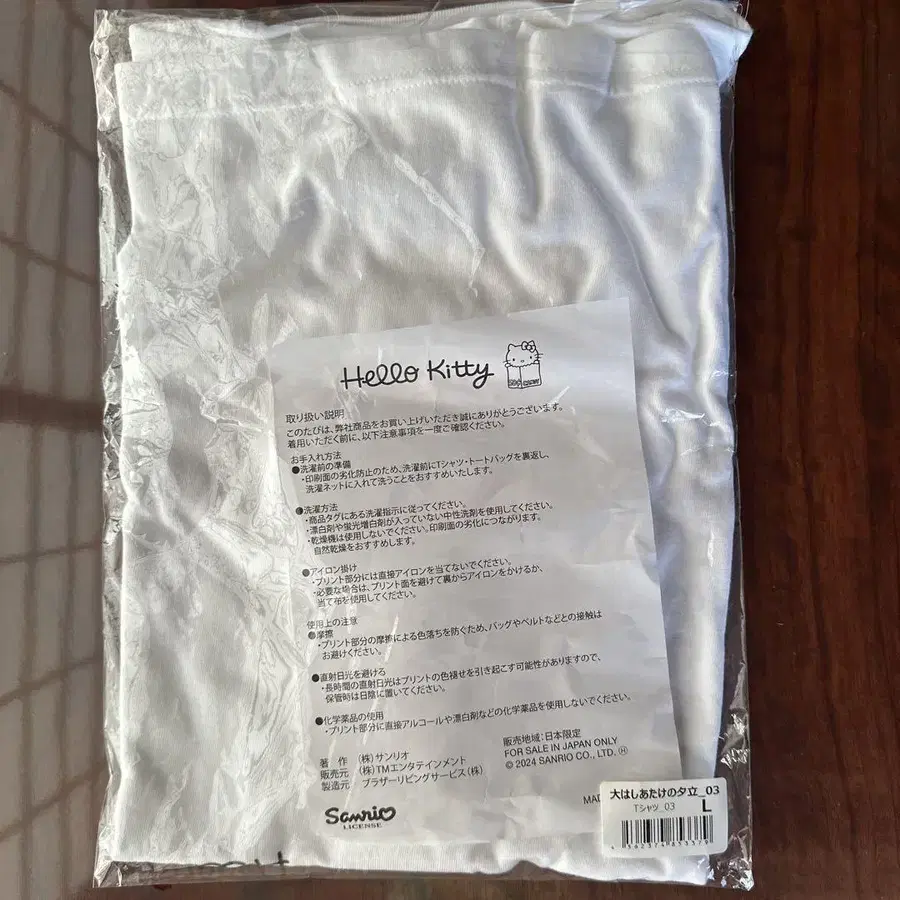 Hello Kitty
取り扱い説明
このたびは、弊社商品をお買い上げいただき誠にありがとうございます。
着用いただく前に、以下注意事項を一度ご確認ください。
お手入れ方法
●洗濯前の準備
・印刷面の劣化防止のため、洗濯前にTシャツ・トートバッグを裏返し、
洗濯ネットに入れて洗うことをおすすめいたします。
●洗濯方法
・商品タグにある洗濯指示に従ってください。
・漂白剤や蛍光増白剤が入っていない中性洗剤を使用してください。
・乾燥機は使用しないでください。印刷面の劣化につながります。
自然乾燥をおすすめします。
●アイロン掛け
・プリント部分には直接アイロンを当てないでください。
・必要な場合は、プリント面を避けて裏からアイロンをかけるか、
当て布を使用してください。
使用上の注意
●摩擦
・プリント部分の摩擦による色落ちを防ぐため、バッグやベルトなどとの接触は
お避けください。
●直射日光を避ける
・長時間の直射日光はプリントの色褪せを引き起こす可能性がありますので、
保管時は日陰に置いてください。
●化学薬品の使用
・プリント部分に直接アルコールや漂白剤などの化学薬品を使用しないでください。
著 作 (株)サンリオ
販売元 (株)TMエンタテインメント
製造元 ブラザーリビングサービス(株)
販売地域:日本限定
FOR SALE IN JAPAN ONLY
© 2024 SANRIO CO., LTD. Ⓗ
Sanrio
LICENSE
大はしあたけの夕立_03
Tシャツ_03
L